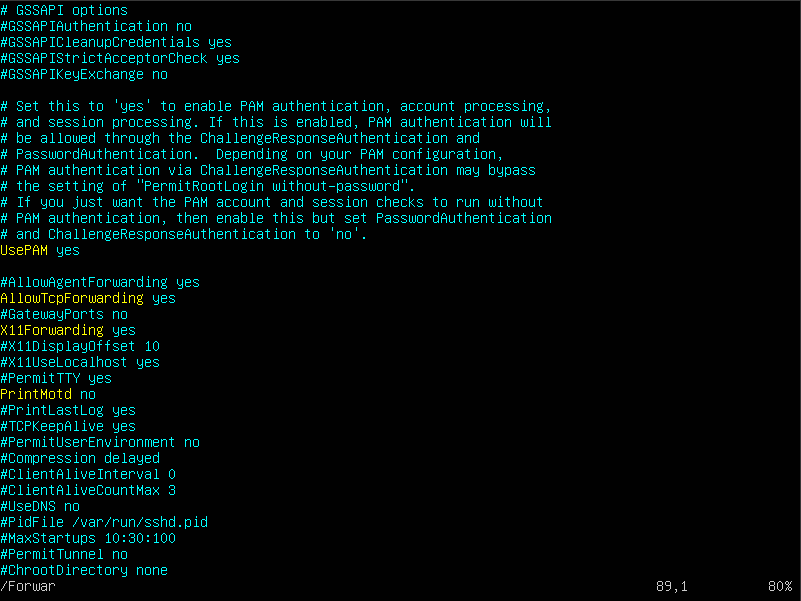 # GSSAPI options
#GSSAPIAuthentication no
#GSSAPICleanupCredentials yes
#GSSAPIStrictAcceptorCheck yes
#GSSAPIKeyExchange no
# Set this to 'yes' to enable PAM authentication, account processing,
# and session processing. If this is enabled, PAM authentication will
# be allowed through the ChallengeResponseAuthentication and
# PasswordAuthentication.  Depending on your PAM configuration,
# PAM authentication via ChallengeResponseAuthentication may bypass
# the setting of "PermitRootLogin without-password".
# If you just want the PAM account and session checks to run without
# PAM authentication, then enable this but set PasswordAuthentication
# and ChallengeResponseAuthentication to 'no'.
UsePAM yes
#AllowAgentForwarding yes
AllowTcpForwarding yes
#GatewayPorts no
X11Forwarding yes
#X11DisplayOffset 10
#X11UseLocalhost yes
#PermitTTY yes
PrintMotd no
#PrintLastLog yes
#TCPKeepAlive yes
#PermitUserEnvironment no
#Compression delayed
#ClientAliveInterval 0
#ClientAliveCountMax 3
#UseDNS no
#PidFile /var/run/sshd.pid
#MaxStartups 10:30:100
#PermitTunnel no
#ChrootDirectory none
/Forwar 89,1 80%